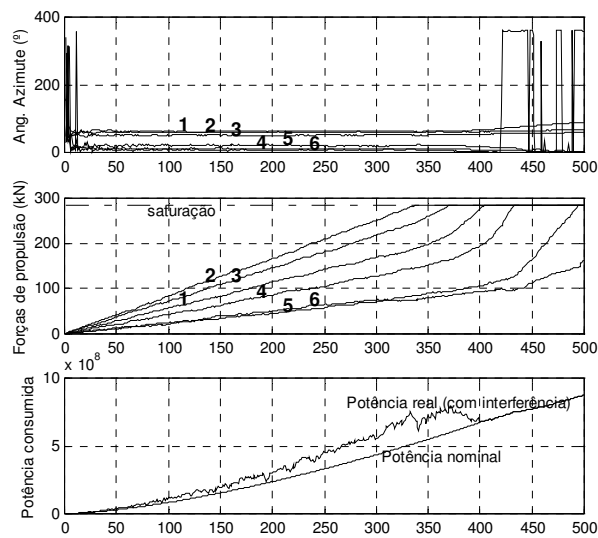 400
200
0
Ang. Azimute (º)
1 2 3
4 5 6
0 50 100 150 200 250 300 350 400 450 500
300
200
100
0
Forças de propulsão (kN)
saturação
2 3
1 4
5 6
0 50 100 150 200 250 300 350 400 450 500
x 10^8
10
5
0
Potência consumida
Potência real (com interferência)
Potência nominal
0 50 100 150 200 250 300 350 400 450 500